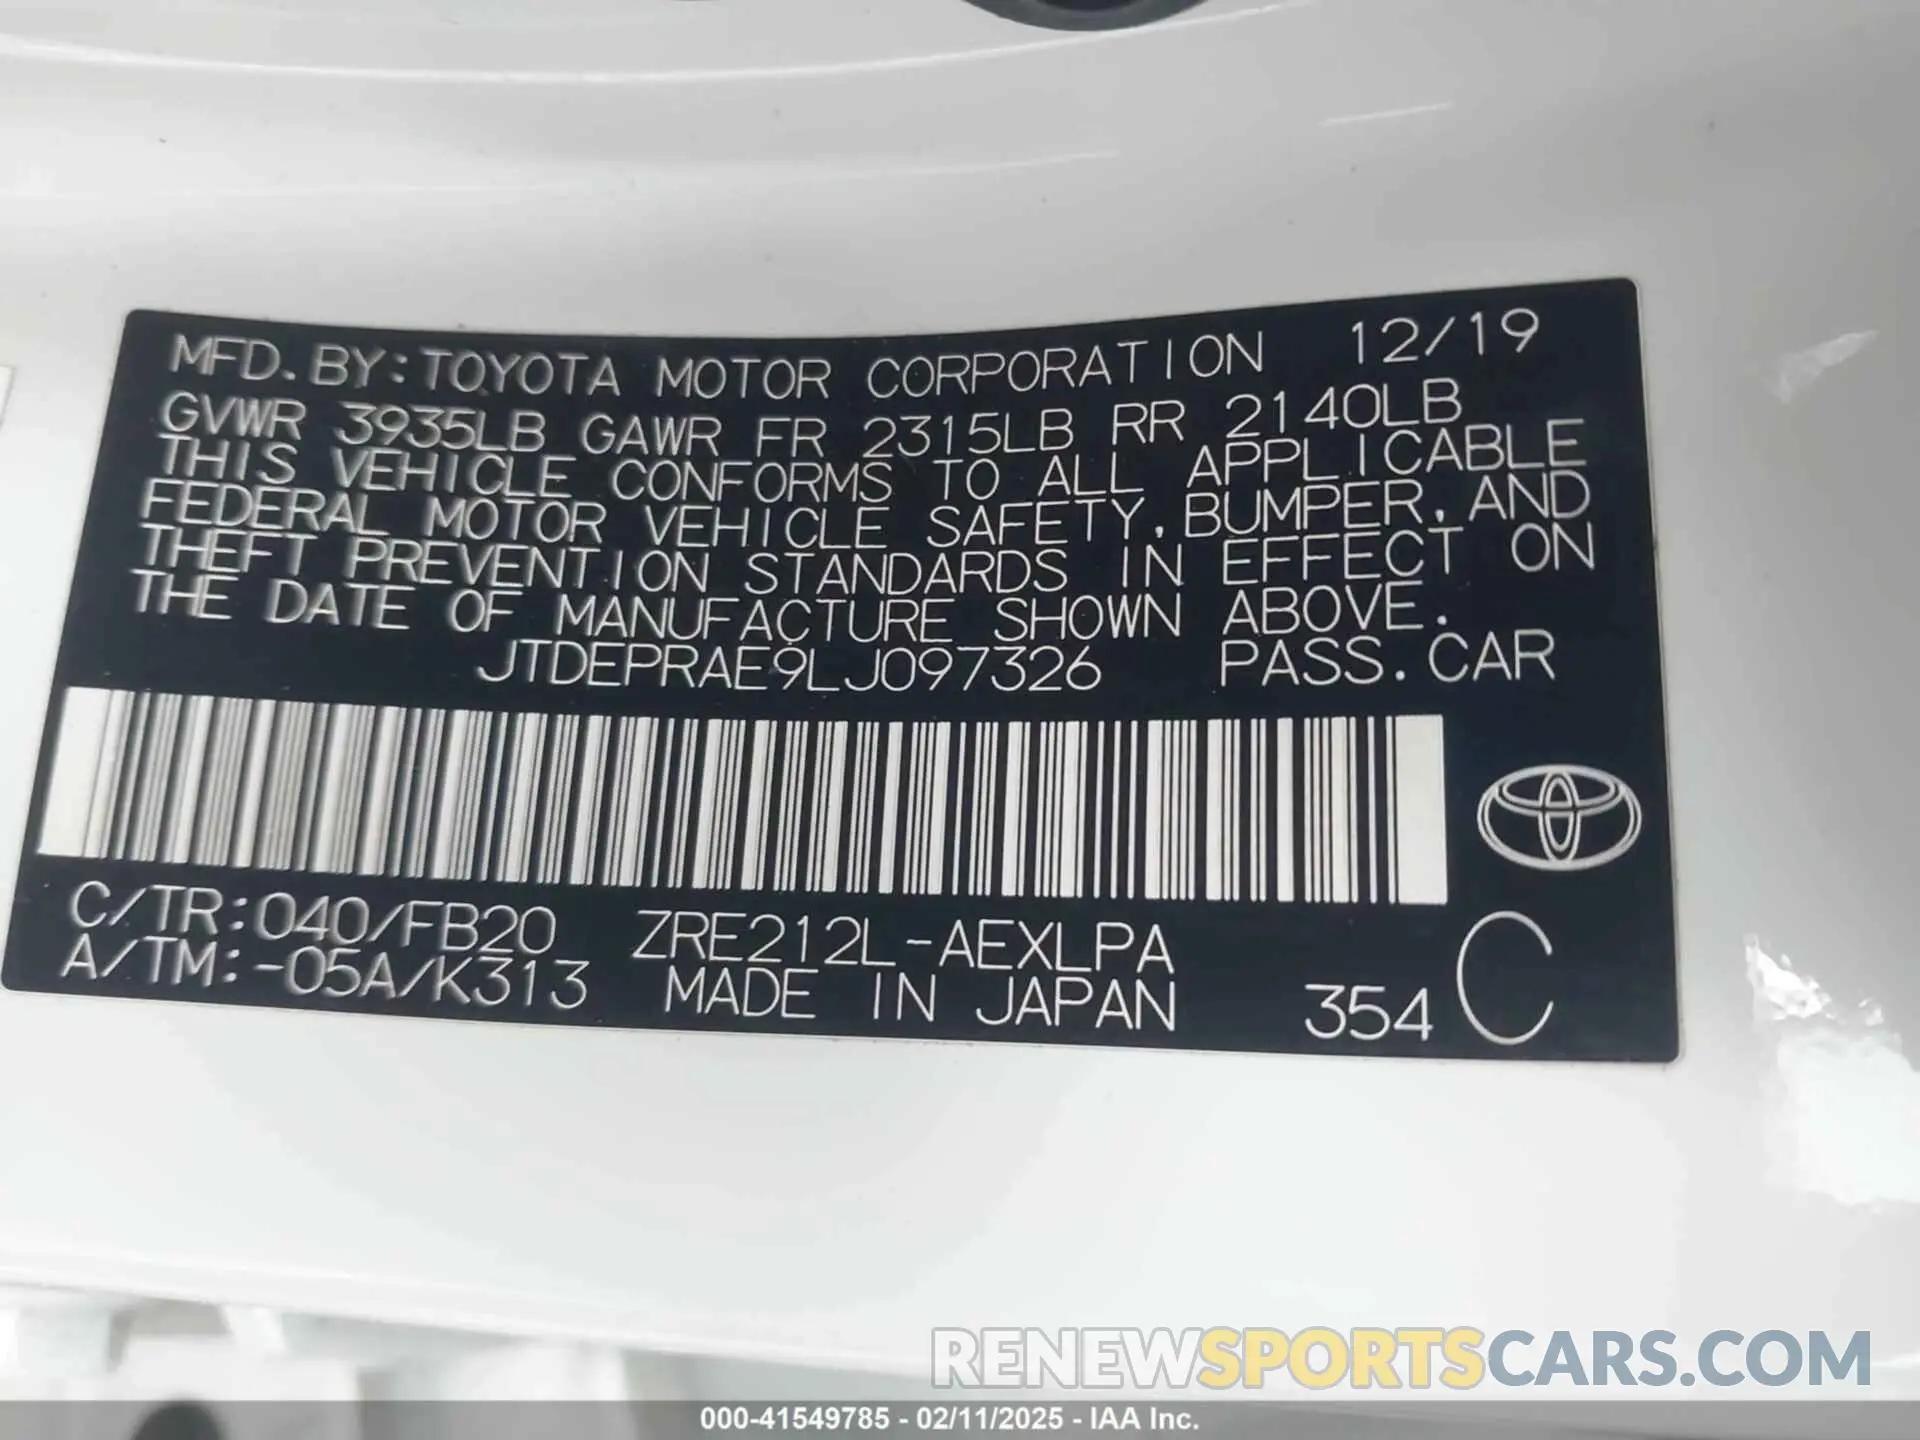 MFD. BY: TOYOTA MOTOR CORPORATION 12/19
GVWR 3935LB GAWR FR 2315LB RR 2140LB
THIS VEHICLE CONFORMS TO ALL APPLICABLE
FEDERAL MOTOR VEHICLE SAFETY, BUMPER, AND
THEFT PREVENTION STANDARDS IN EFFECT ON
THE DATE OF MANUFACTURE SHOWN ABOVE.
JTDEPRAE9LJ097326 PASS. CAR
C/TR: 040/FB20 ZRE212L-AEXLPA
A/TM: -05A/K313 MADE IN JAPAN 354 C
RENEWSPORTSCARS.COM
000-41549785 - 02/11/2025 - IAA Inc.